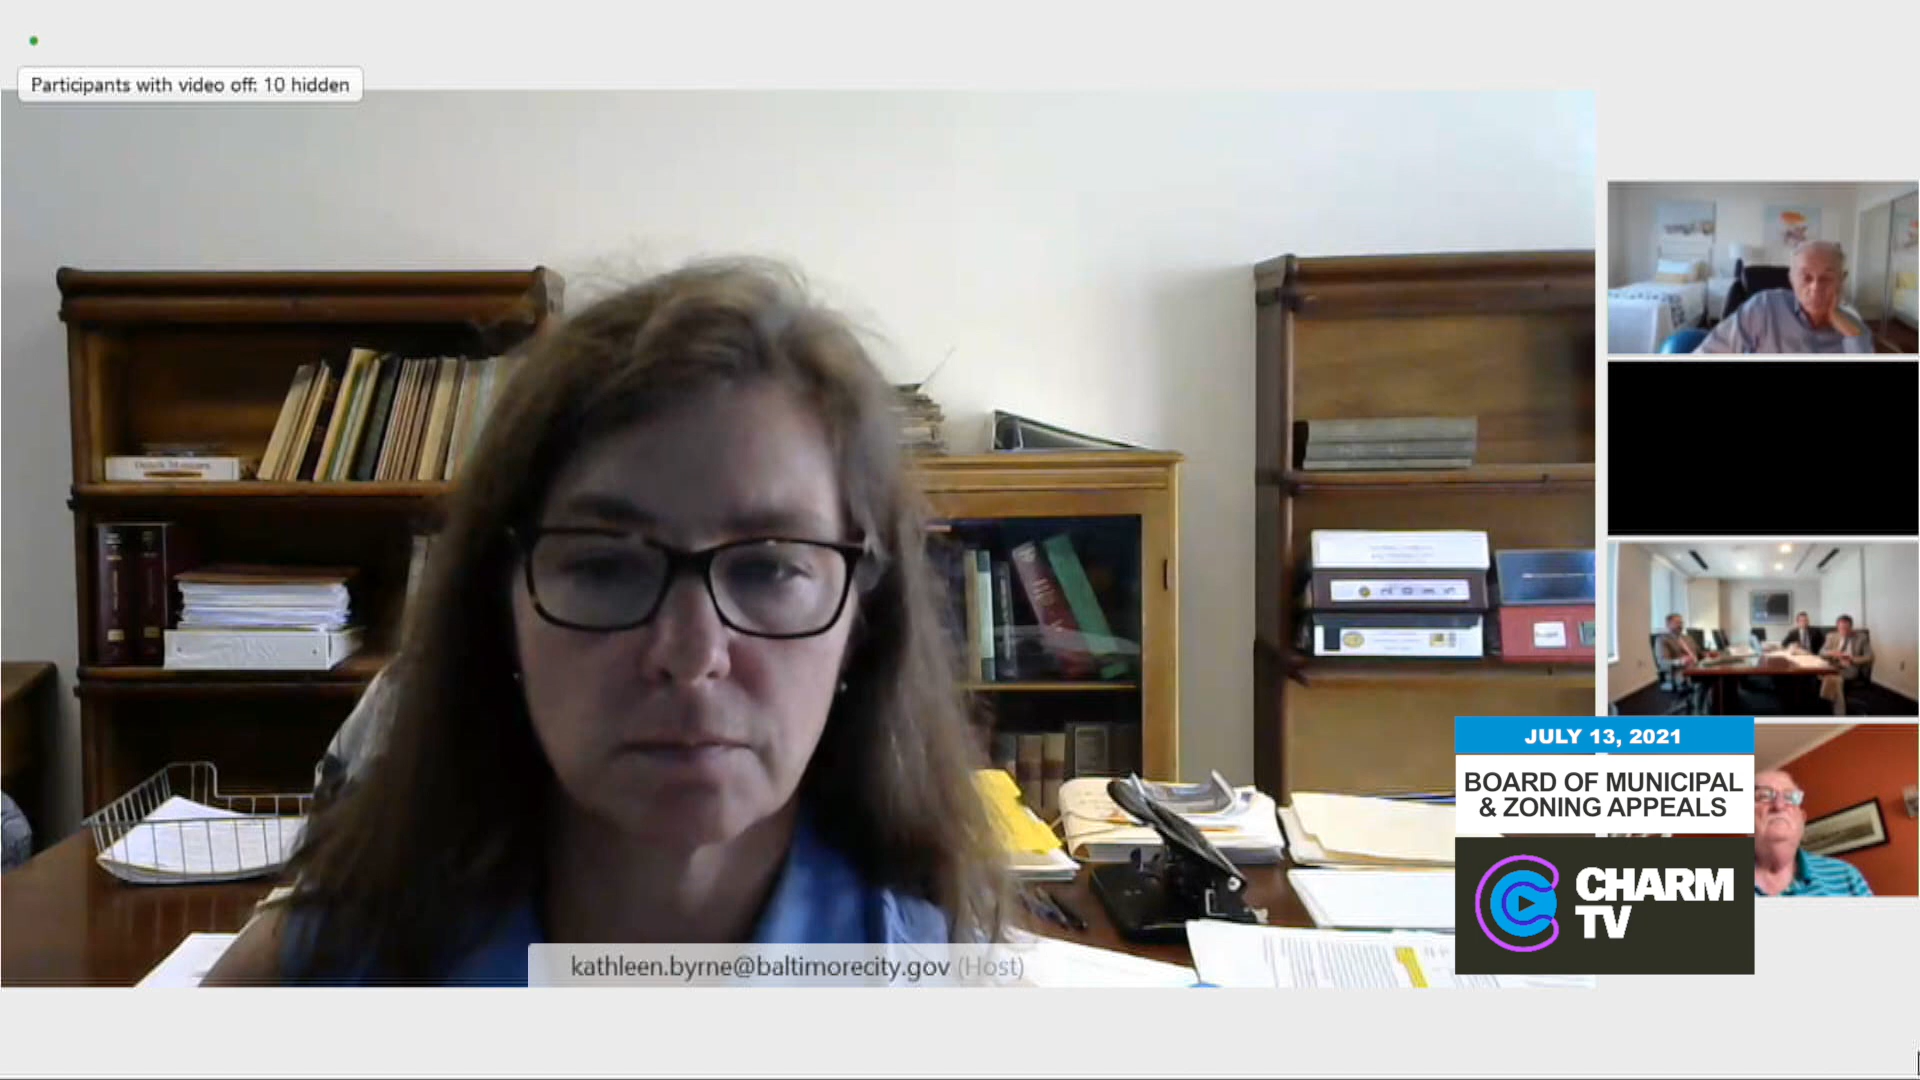 Participants with video off: 10 hidden
kathleen.byrne@baltimorecity.gov (Host)
JULY 13, 2021
BOARD OF MUNICIPAL
& ZONING APPEALS
CHARM
TV